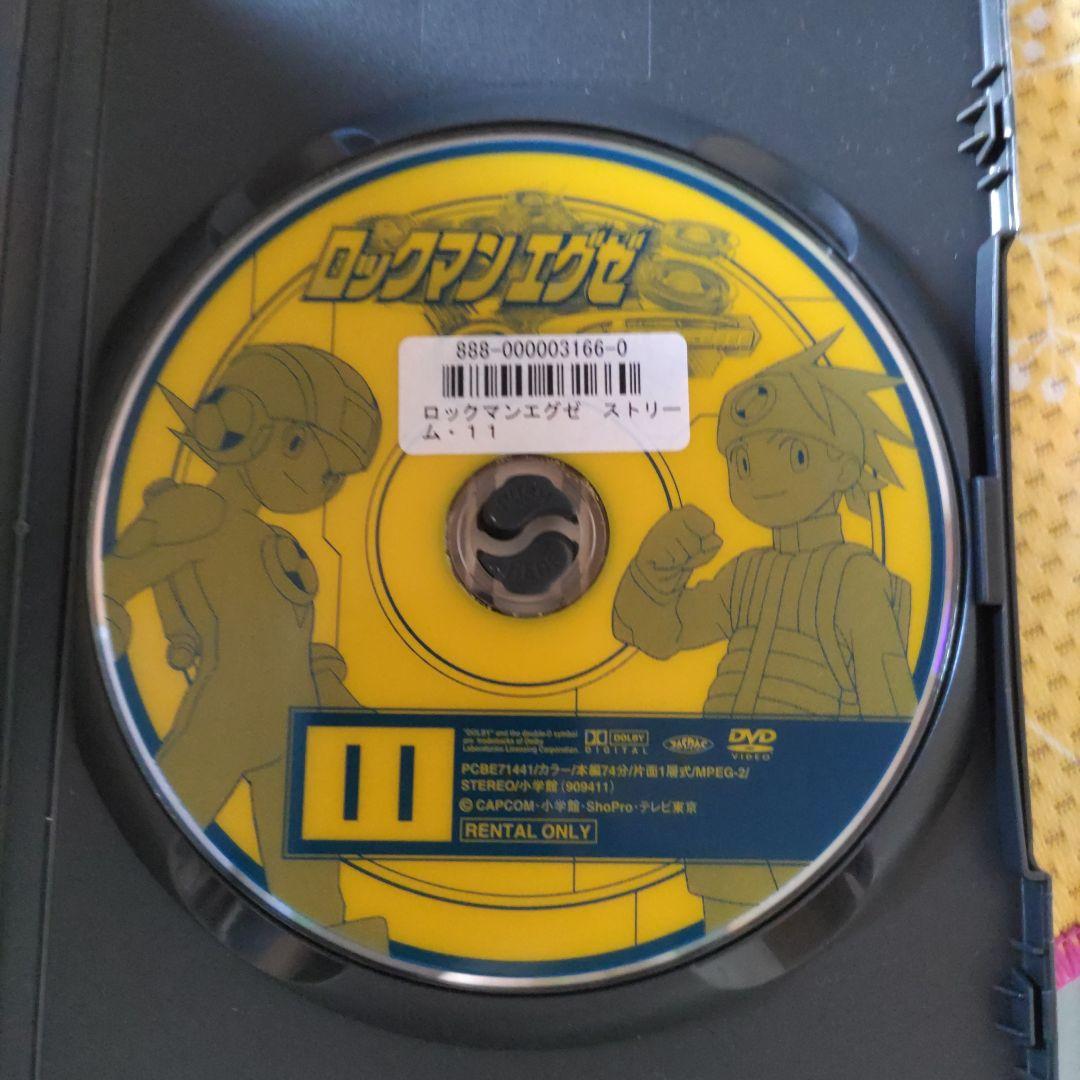 ロックマンエグゼ
888-000003166-0
ロックマンエグゼ ストリー
ム・11
11
"DOLBY" and the double-D symbol
are trademarks of Dolby
Laboratories Licensing Corporation.
DOLBY
DIGITAL
DVD
VIDEO
PCBE71441/カラー/本編74分/片面1層式/MPEG-2/
STEREO/小学館(909411)
© CAPCOM・小学館・ShoPro・テレビ東京
RENTAL ONLY